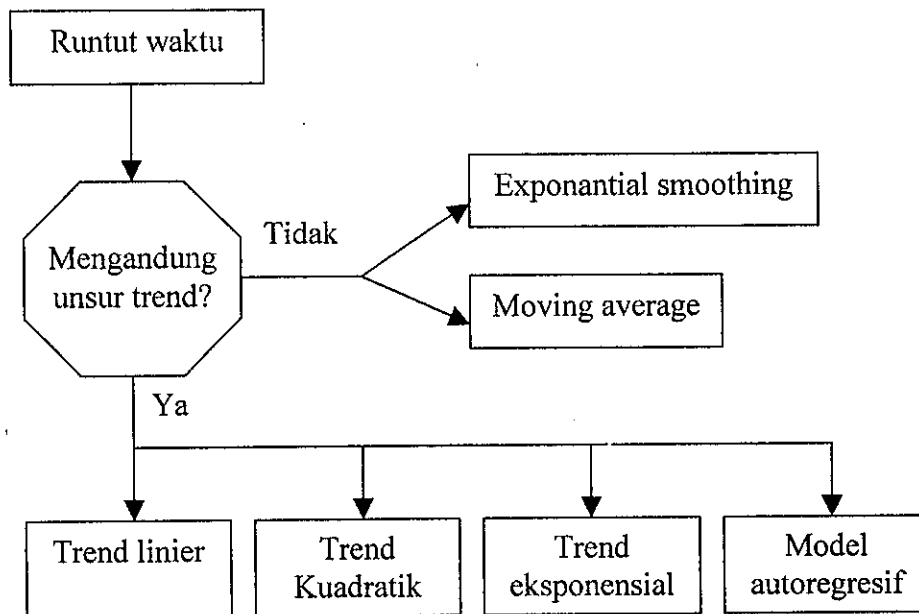 Runtut waktu
Exponantial smoothing
Tidak
Mengandung
unsur trend?
Moving average
Ya
Trend linier
Trend
Kuadratik
Trend
eksponensial
Model
autoregresif